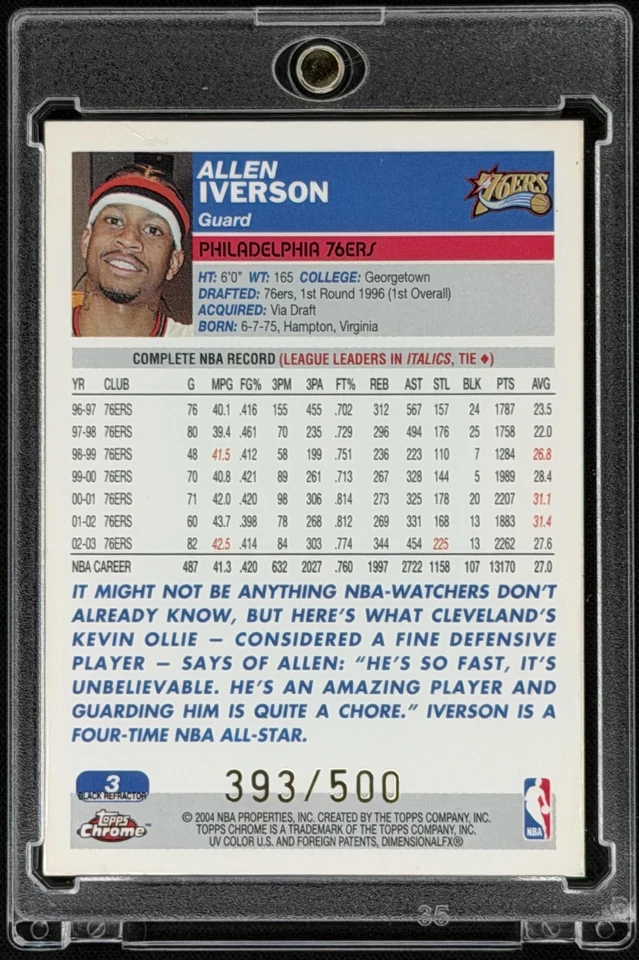 ALLEN
IVERSON
Guard
76ERS
PHILADELPHIA 76ERS
HT: 6'0" WT: 165 COLLEGE: Georgetown
DRAFTED: 76ers, 1st Round 1996 (1st Overall)
ACQUIRED: Via Draft
BORN: 6-7-75, Hampton, Virginia
COMPLETE NBA RECORD (LEAGUE LEADERS IN ITALICS, TIE ♦)
YR CLUB G MPG FG% 3PM 3PA FT% REB AST STL BLK PTS AVG
96-97 76ERS 76 40.1 .416 155 455 .702 312 567 157 24 1787 23.5
97-98 76ERS 80 39.4 .461 70 235 .729 296 494 176 25 1758 22.0
98-99 76ERS 48 41.5 .412 58 199 .751 236 223 110 7 1284 26.8
99-00 76ERS 70 40.8 .421 89 261 .713 267 328 144 5 1989 28.4
00-01 76ERS 71 42.0 .420 98 306 .814 273 325 178 20 2207 31.1
01-02 76ERS 60 43.7 .398 78 268 .812 269 331 168 13 1883 31.4
02-03 76ERS 82 42.5 .414 84 303 .774 344 454 225 13 2262 27.6
NBA CAREER 487 41.3 .420 632 2027 .760 1997 2722 1158 107 13170 27.0
IT MIGHT NOT BE ANYTHING NBA-WATCHERS DON'T
ALREADY KNOW, BUT HERE'S WHAT CLEVELAND'S
KEVIN OLLIE – CONSIDERED A FINE DEFENSIVE
PLAYER – SAYS OF ALLEN: "HE'S SO FAST, IT'S
UNBELIEVABLE. HE'S AN AMAZING PLAYER AND
GUARDING HIM IS QUITE A CHORE." IVERSON IS A
FOUR-TIME NBA ALL-STAR.
3
BLACK REFRACTOR
393/500
Topps
Chrome™
© 2004 NBA PROPERTIES, INC. CREATED BY THE TOPPS COMPANY, INC.
TOPPS CHROME IS A TRADEMARK OF THE TOPPS COMPANY, INC.
UV COLOR U.S. AND FOREIGN PATENTS, DIMENSIONALFX®
NBA
35